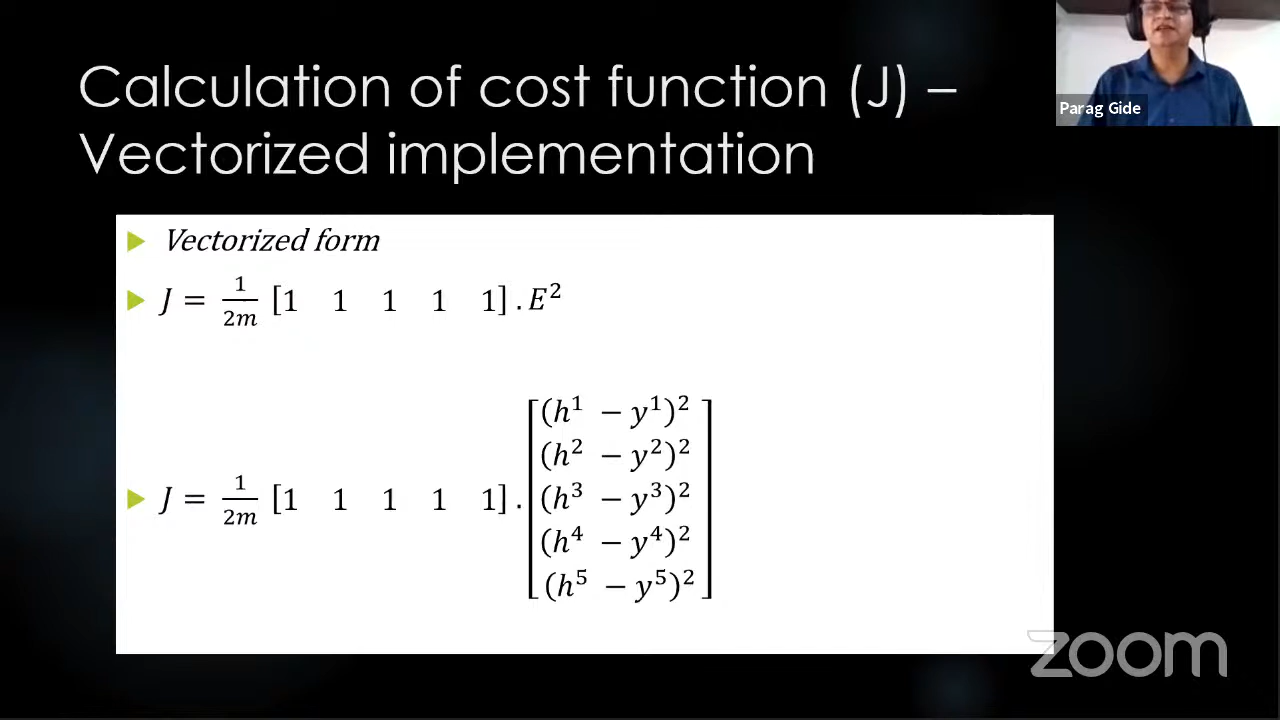 Calculation of cost function (J) –
Vectorized implementation
Parag Gide
Vectorized form
J = 1/2m [1 1 1 1 1] . E²
J = 1/2m [1 1 1 1 1] . [(h¹ − y¹)²
(h² − y²)²
(h³ − y³)²
(h⁴ − y⁴)²
(h⁵ − y⁵)²]
zoom